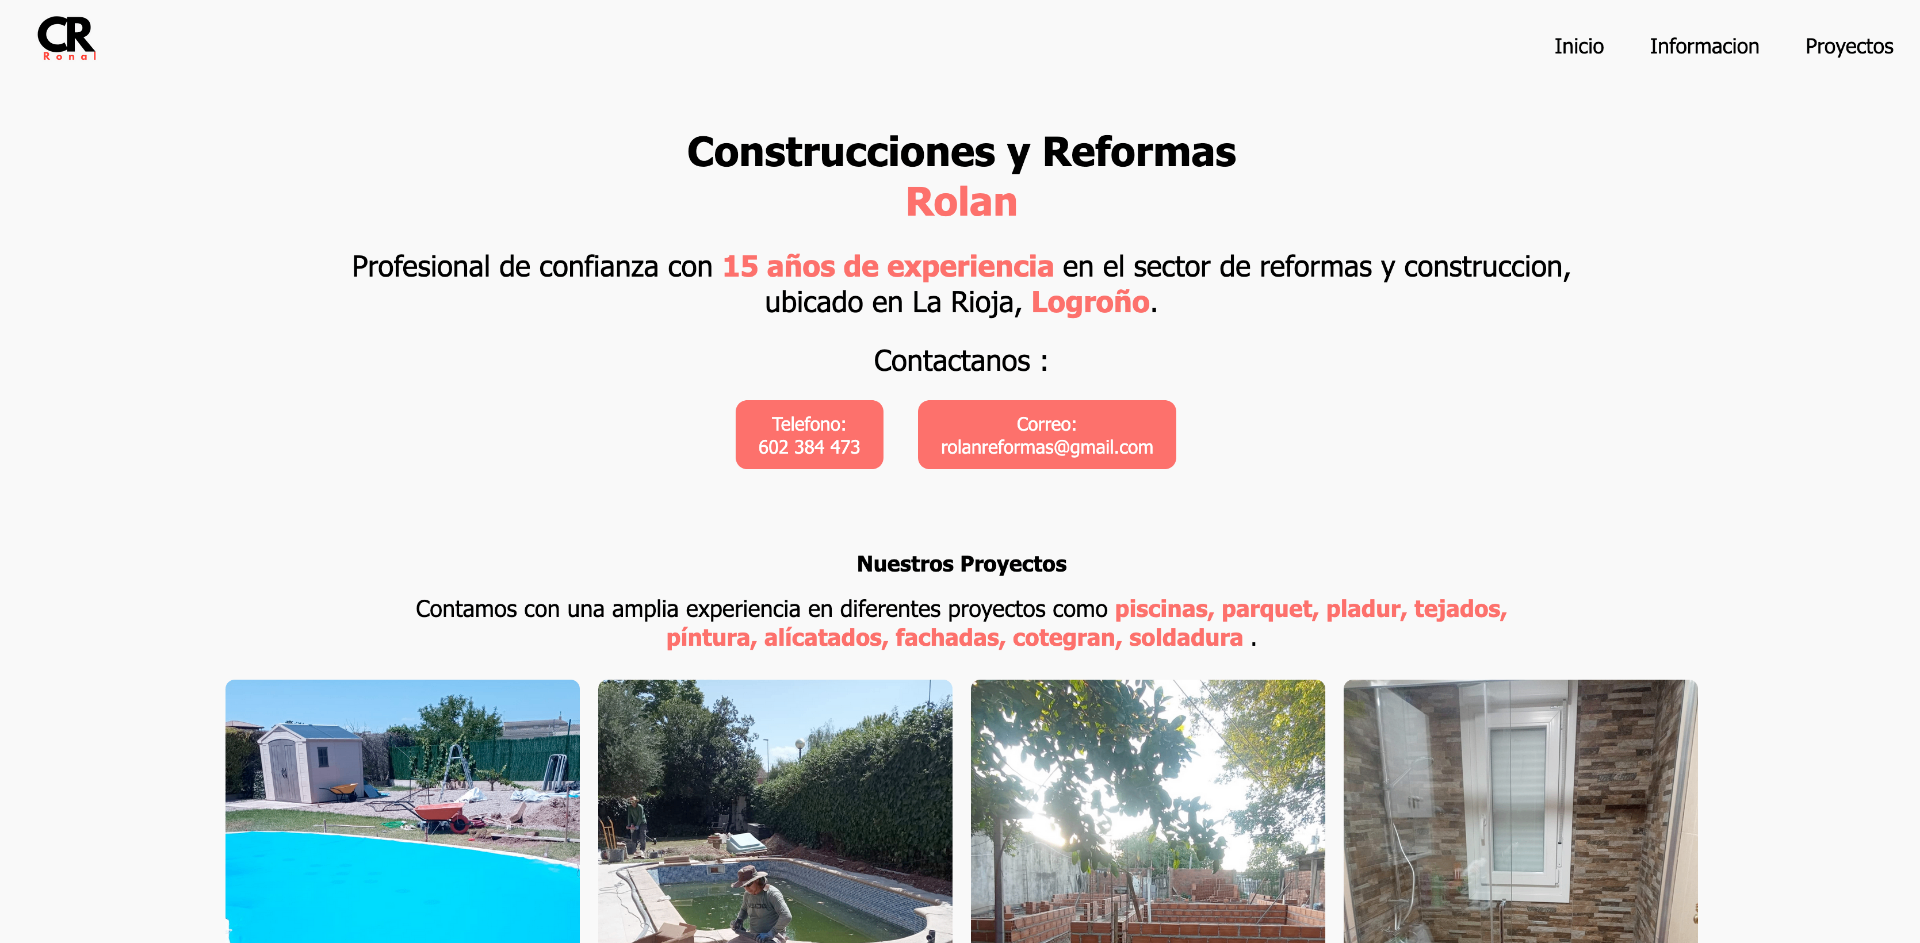 CR
Ronal
Inicio Informacion Proyectos
Construcciones y Reformas
Rolan
Profesional de confianza con 15 años de experiencia en el sector de reformas y construccion,
ubicado en La Rioja, Logroño.
Contactanos :
Telefono:
602 384 473
Correo:
rolanreformas@gmail.com
Nuestros Proyectos
Contamos con una amplia experiencia en diferentes proyectos como piscinas, parquet, pladur, tejados,
píntura, alícatados, fachadas, cotegran, soldadura .